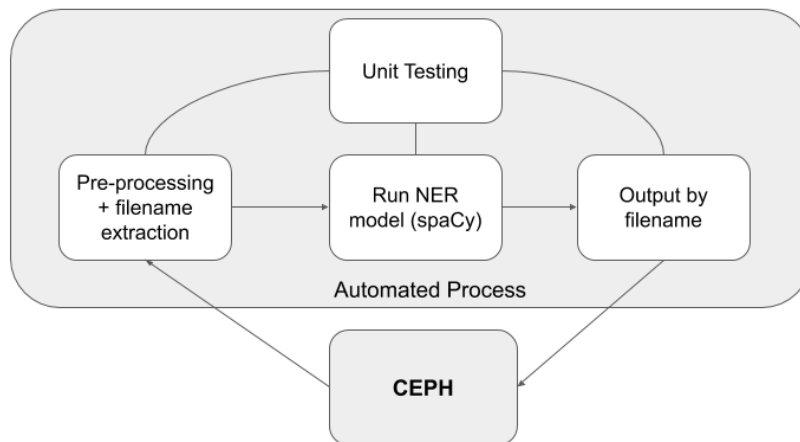 Unit Testing
Pre-processing
+ filename
extraction
Run NER
model (spaCy)
Output by
filename
Automated Process
CEPH